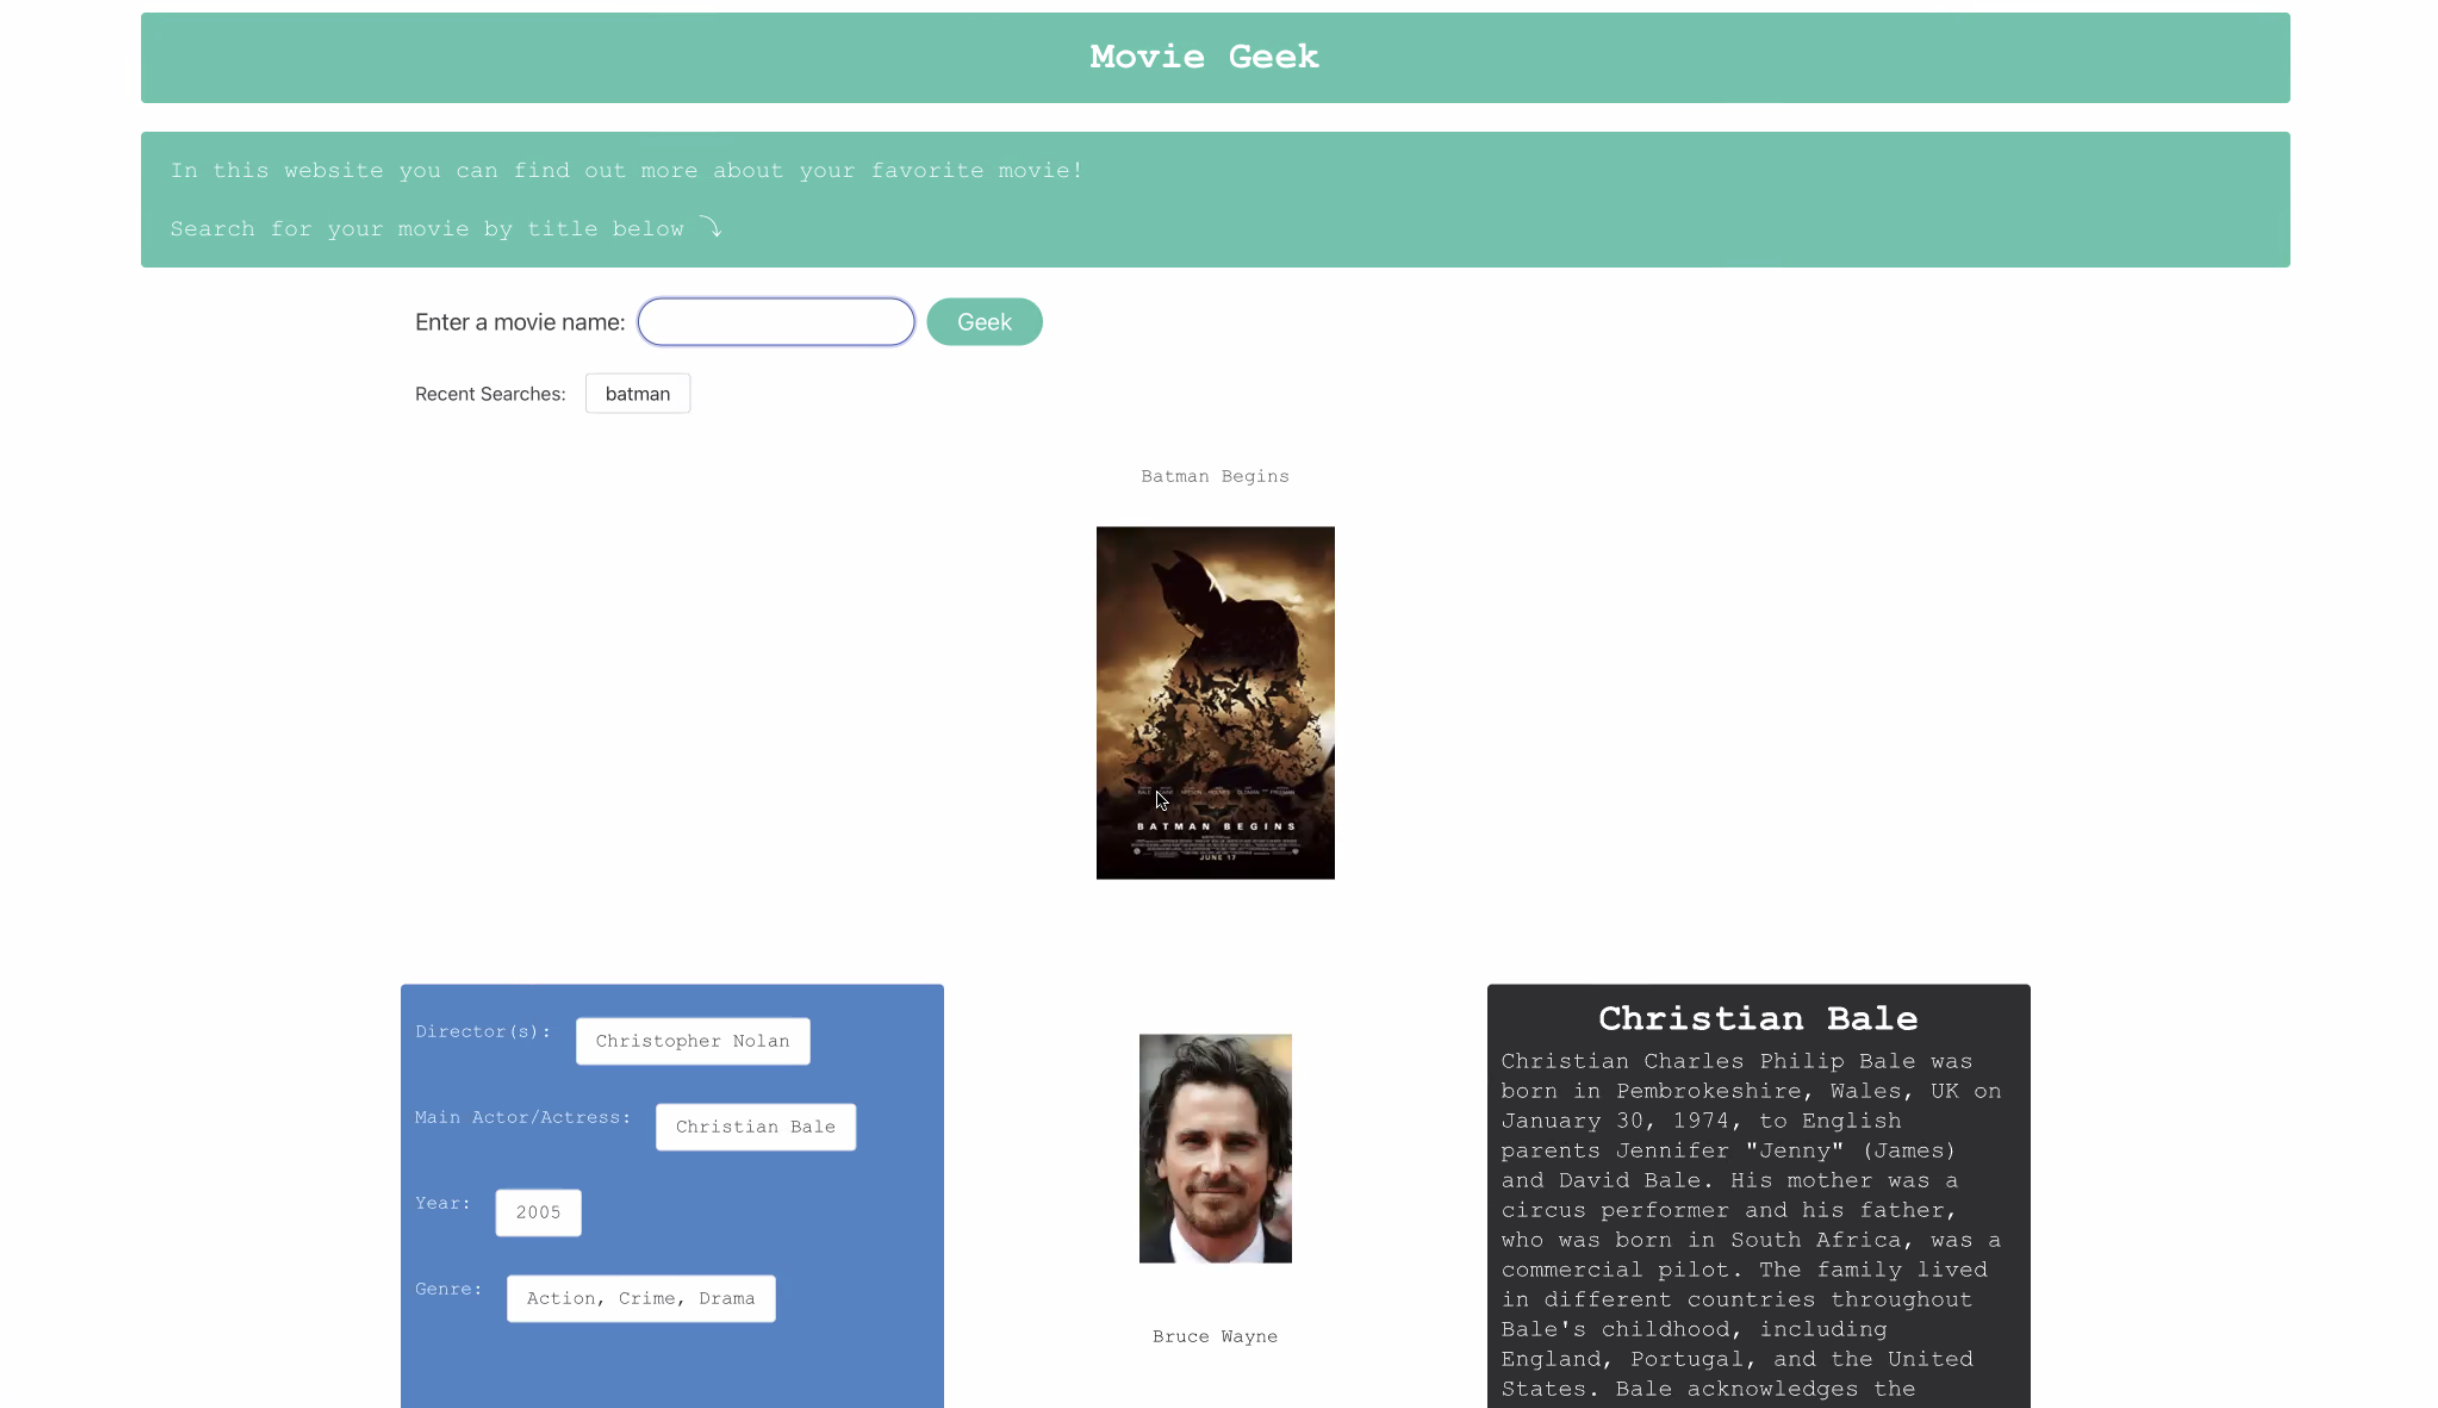 Movie Geek
In this website you can find out more about your favorite movie!
Search for your movie by title below
Enter a movie name:
Geek
Recent Searches:
batman
Batman Begins
BATMAN BEGINS
JUNE 17
Director(s):
Christopher Nolan
Main Actor/Actress:
Christian Bale
Year:
2005
Genre:
Action, Crime, Drama
Bruce Wayne
Christian Bale
Christian Charles Philip Bale was
born in Pembrokeshire, Wales, UK on
January 30, 1974, to English
parents Jennifer "Jenny" (James)
and David Bale. His mother was a
circus performer and his father,
who was born in South Africa, was a
commercial pilot. The family lived
in different countries throughout
Bale's childhood, including
England, Portugal, and the United
States. Bale acknowledges the